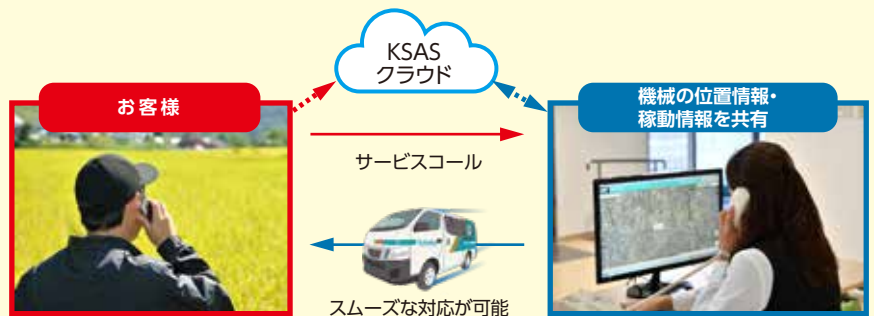 KSAS
クラウド
お客様
機械の位置情報・
稼動情報を共有
サービスコール
スムーズな対応が可能